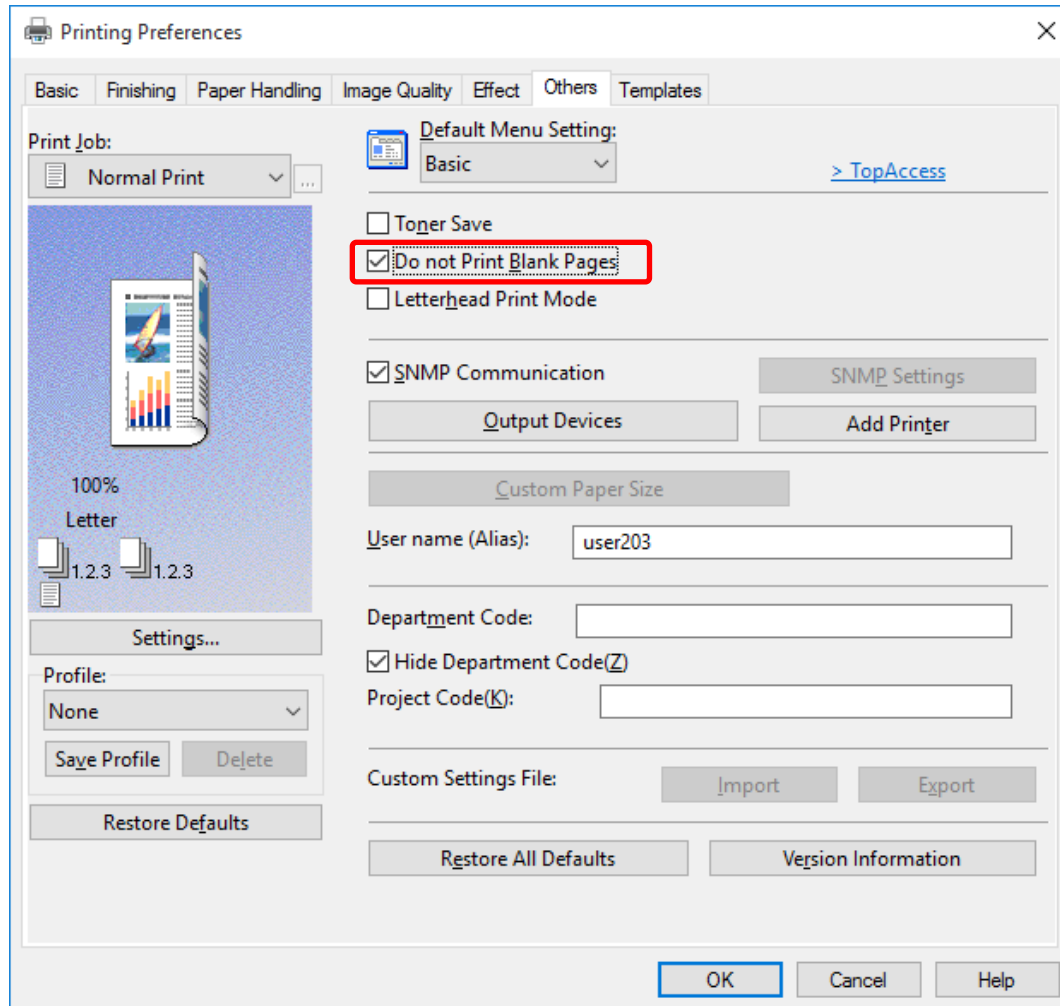 Printing Preferences
Basic Finishing Paper Handling Image Quality Effect Others Templates
Print Job:
Normal Print
...
100%
Letter
1.2.3 1.2.3
Settings...
Profile:
None
Save Profile Delete
Restore Defaults
Default Menu Setting:
Basic
> TopAccess
Toner Save
Do not Print Blank Pages
Letterhead Print Mode
SNMP Communication
SNMP Settings
Output Devices
Add Printer
Custom Paper Size
User name (Alias): user203
Department Code:
Hide Department Code(Z)
Project Code(K):
Custom Settings File: Import Export
Restore All Defaults Version Information
OK Cancel Help